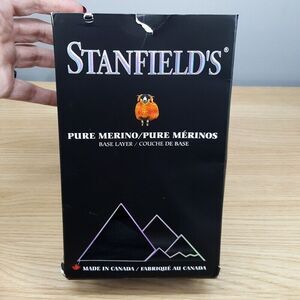 STANFIELD'S®
PURE MERINO/PURE MÉRINOS
BASE LAYER / COUCHE DE BASE
MADE IN CANADA / FABRIQUÉ AU CANADA